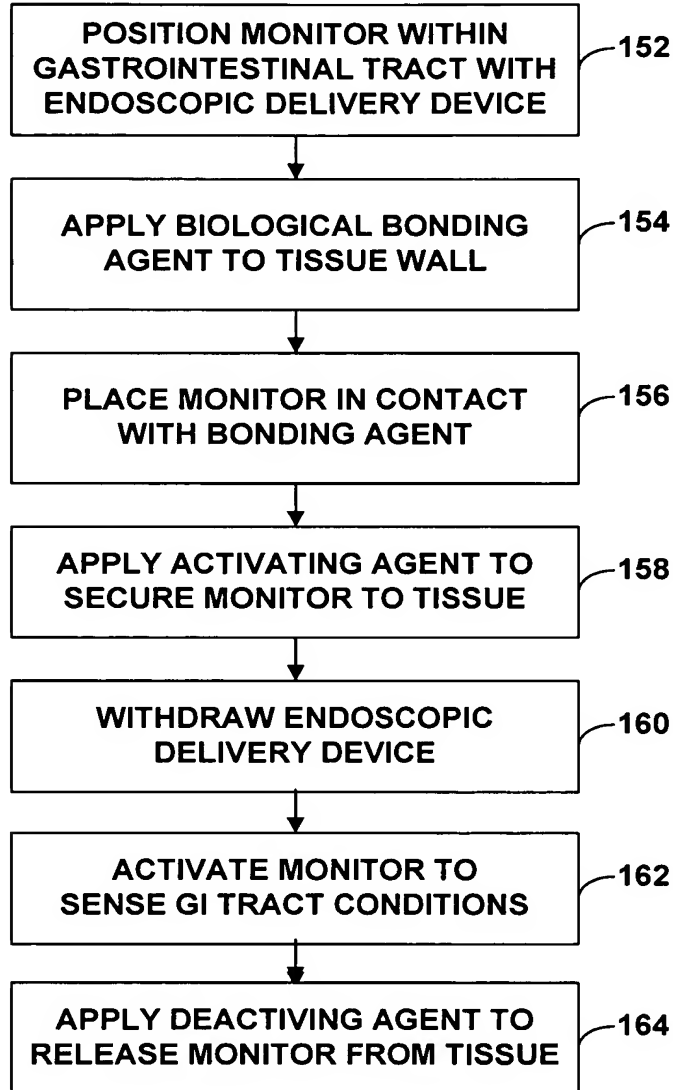 POSITION MONITOR WITHIN
GASTROINTESTINAL TRACT WITH
ENDOSCOPIC DELIVERY DEVICE
152
APPLY BIOLOGICAL BONDING
AGENT TO TISSUE WALL
154
PLACE MONITOR IN CONTACT
WITH BONDING AGENT
156
APPLY ACTIVATING AGENT TO
SECURE MONITOR TO TISSUE
158
WITHDRAW ENDOSCOPIC
DELIVERY DEVICE
160
ACTIVATE MONITOR TO
SENSE GI TRACT CONDITIONS
162
APPLY DEACTIVING AGENT TO
RELEASE MONITOR FROM TISSUE
164